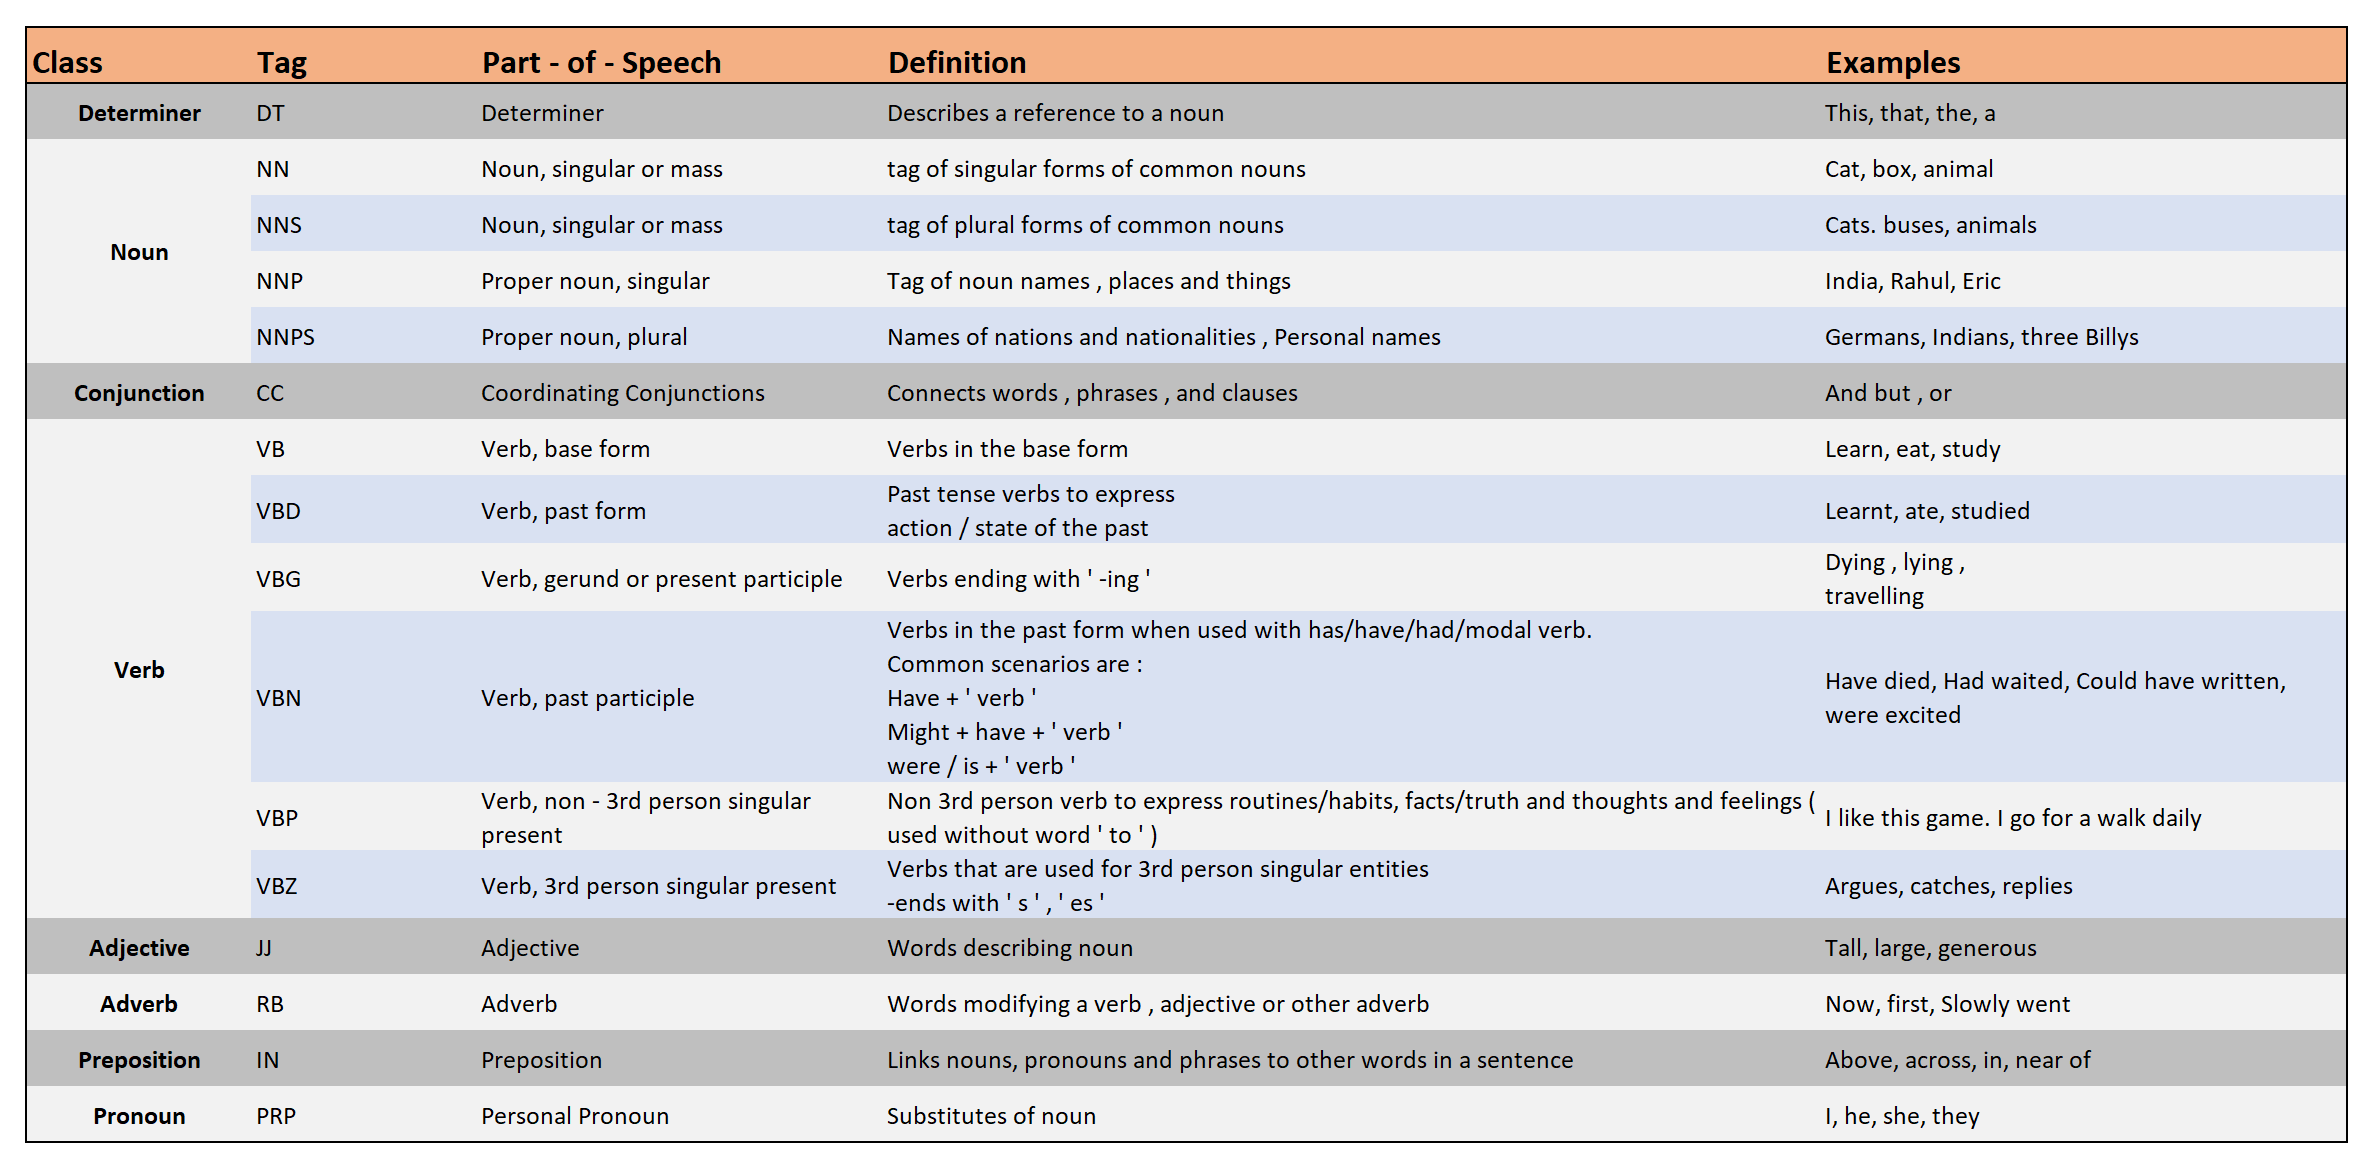 Class Tag Part - of - Speech Definition Examples
Determiner DT Determiner Describes a reference to a noun This, that, the, a
Noun
NN Noun, singular or mass tag of singular forms of common nouns Cat, box, animal
NNS Noun, singular or mass tag of plural forms of common nouns Cats. buses, animals
NNP Proper noun, singular Tag of noun names , places and things India, Rahul, Eric
NNPS Proper noun, plural Names of nations and nationalities , Personal names Germans, Indians, three Billys
Conjunction CC Coordinating Conjunctions Connects words , phrases , and clauses And but , or
Verb
VB Verb, base form Verbs in the base form Learn, eat, study
VBD Verb, past form
Past tense verbs to express
action / state of the past
Learnt, ate, studied
VBG Verb, gerund or present participle Verbs ending with ' -ing '
Dying , lying ,
travelling
VBN Verb, past participle
Verbs in the past form when used with has/have/had/modal verb.
Common scenarios are :
Have + ' verb '
Might + have + ' verb '
were / is + ' verb '
Have died, Had waited, Could have written,
were excited
VBP
Verb, non - 3rd person singular
present
Non 3rd person verb to express routines/habits, facts/truth and thoughts and feelings (
used without word ' to ' )
I like this game. I go for a walk daily
VBZ Verb, 3rd person singular present
Verbs that are used for 3rd person singular entities
-ends with ' s ' , ' es '
Argues, catches, replies
Adjective JJ Adjective Words describing noun Tall, large, generous
Adverb RB Adverb Words modifying a verb , adjective or other adverb Now, first, Slowly went
Preposition IN Preposition Links nouns, pronouns and phrases to other words in a sentence Above, across, in, near of
Pronoun PRP Personal Pronoun Substitutes of noun I, he, she, they